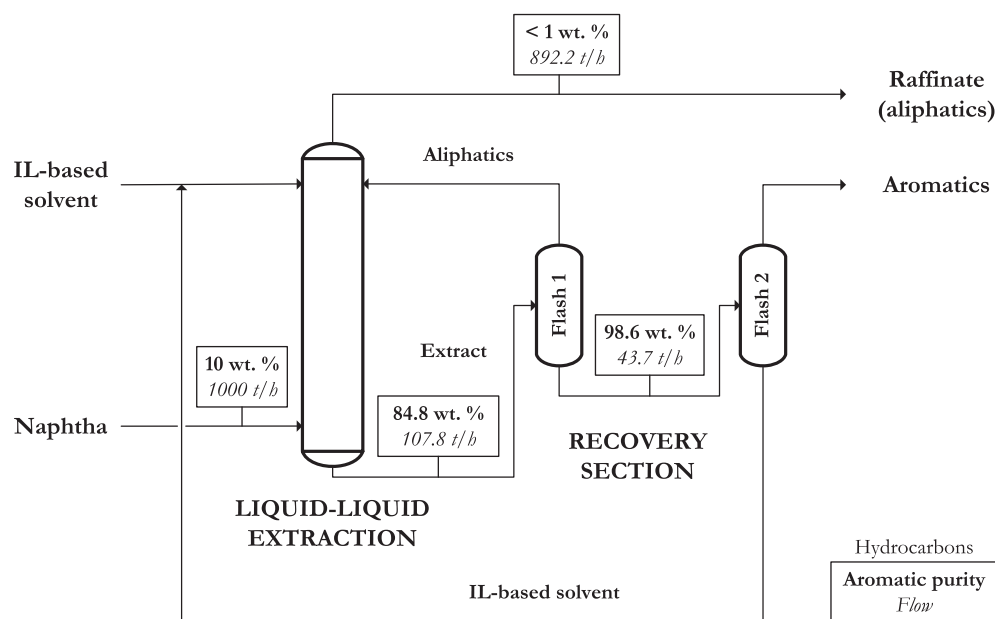 < 1 wt. %
892.2 t/h
Raffinate
(aliphatics)
IL-based
solvent
Aliphatics
Aromatics
Flash 1
Flash 2
98.6 wt. %
43.7 t/h
Extract
10 wt. %
1000 t/h
Naphtha
84.8 wt. %
107.8 t/h
RECOVERY
SECTION
LIQUID-LIQUID
EXTRACTION
Hydrocarbons
Aromatic purity
Flow
IL-based solvent